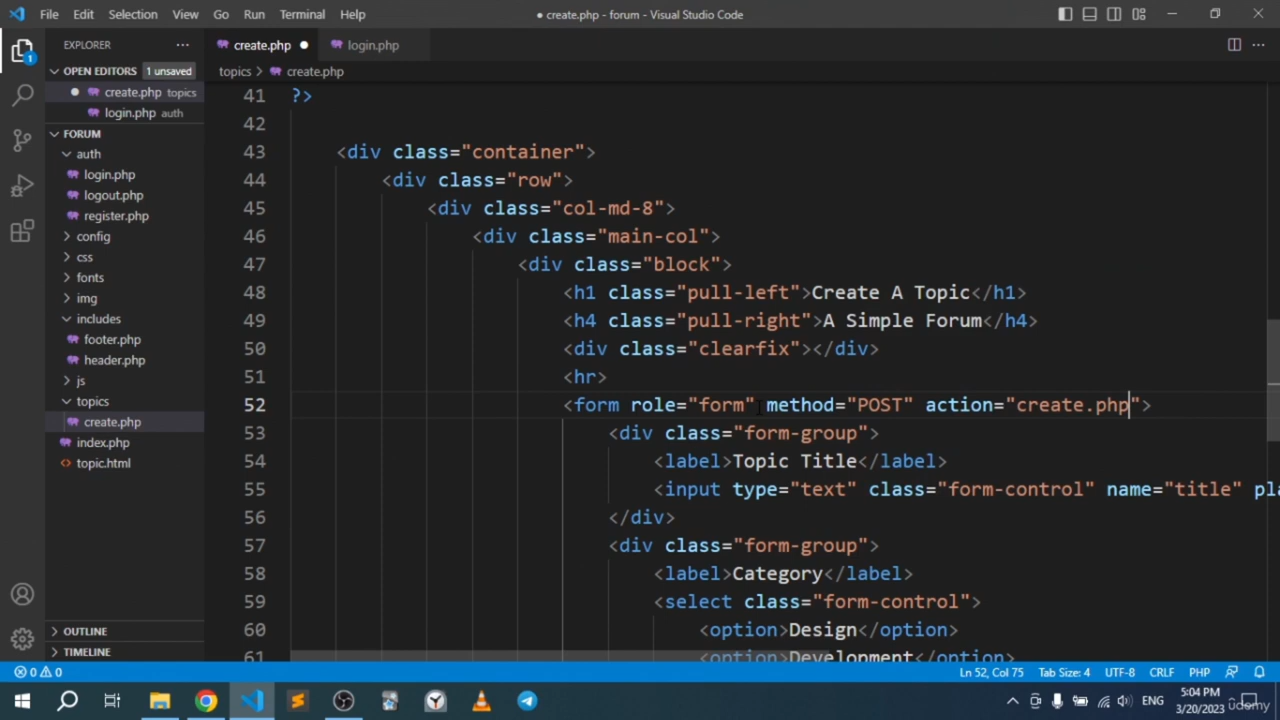 File Edit Selection View Go Run Terminal Help
● create.php - forum - Visual Studio Code
EXPLORER
OPEN EDITORS 1 unsaved
create.php topics
login.php auth
FORUM
auth
login.php
logout.php
register.php
config
css
fonts
img
includes
footer.php
header.php
js
topics
create.php
index.php
topic.html
OUTLINE
TIMELINE
create.php login.php
topics > create.php
41 ?>
42
43 <div class="container">
44 <div class="row">
45 <div class="col-md-8">
46 <div class="main-col">
47 <div class="block">
48 <h1 class="pull-left">Create A Topic</h1>
49 <h4 class="pull-right">A Simple Forum</h4>
50 <div class="clearfix"></div>
51 <hr>
52 <form role="form" method="POST" action="create.php">
53 <div class="form-group">
54 <label>Topic Title</label>
55 <input type="text" class="form-control" name="title" pla
56 </div>
57 <div class="form-group">
58 <label>Category</label>
59 <select class="form-control">
60 <option>Design</option>
61 <option>Development</option>
0 0 Ln 52, Col 75 Tab Size: 4 UTF-8 CRLF PHP
1
ENG
5:04 PM
3/20/2023
udemy